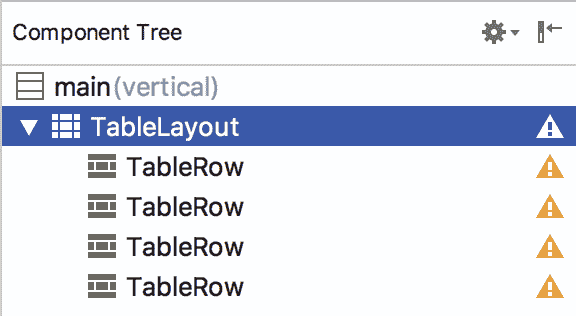 Component Tree
main(vertical)
TableLayout
TableRow
TableRow
TableRow
TableRow